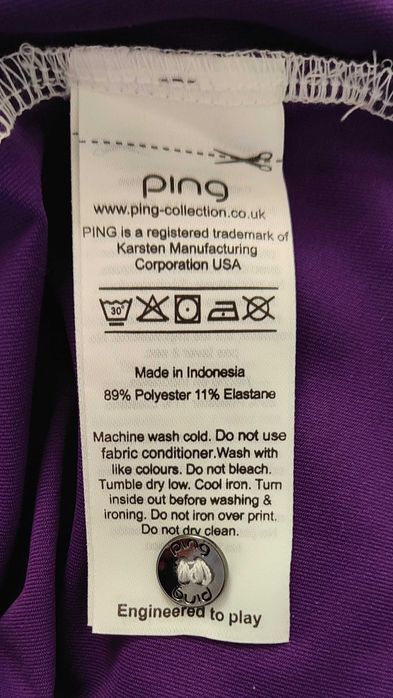 ping
www.ping-collection.co.uk
PING is a registered trademark of
Karsten Manufacturing
Corporation USA
30°
Made in Indonesia
89% Polyester 11% Elastane
Machine wash cold. Do not use
fabric conditioner.Wash with
like colours. Do not bleach.
Tumble dry low. Cool iron. Turn
inside out before washing &
ironing. Do not iron over print.
Do not dry clean.
ping
ping
Engineered to play